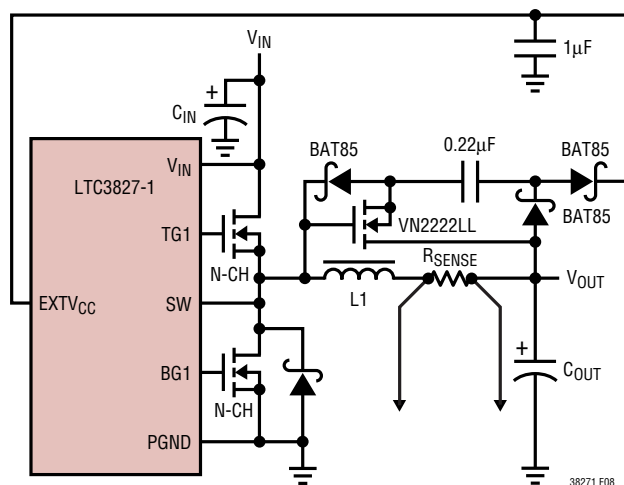 1µF
V_IN
+
C_IN
V_IN
LTC3827-1
TG1
N-CH
EXTV_CC
SW
BG1
N-CH
PGND
BAT85
0.22µF
BAT85
BAT85
VN2222LL
R_SENSE
L1
V_OUT
+
C_OUT
38271 F08